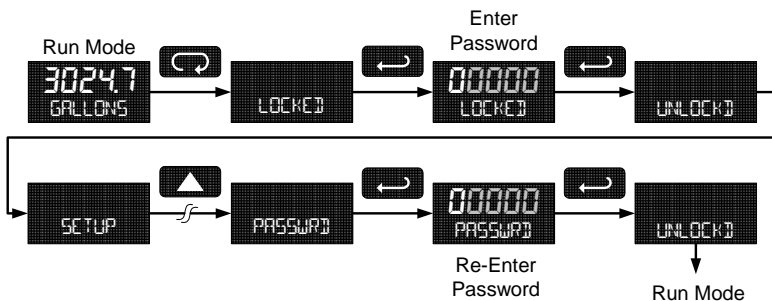 Run Mode
3024.7
GALLONS
LOCKED
Enter
Password
00000
LOCKED
UNLOCKD
SETUP
PASSWRD
00000
PASSWRD
Re-Enter
Password
UNLOCKD
Run Mode